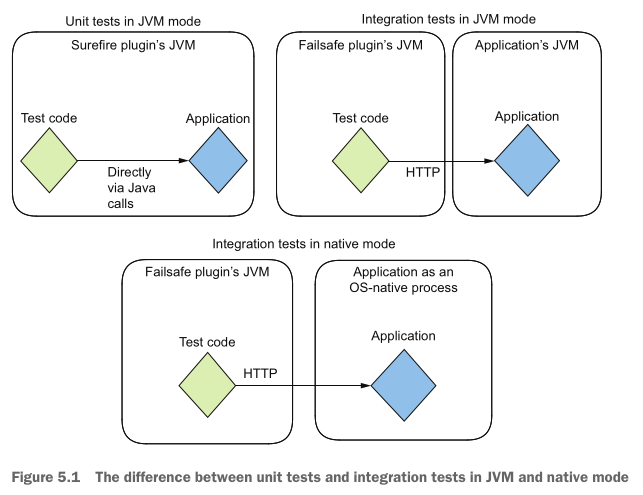 Unit tests in JVM mode
Surefire plugin's JVM
Test code
Application
Directly
via Java
calls
Integration tests in JVM mode
Failsafe plugin's JVM
Application's JVM
Test code
Application
HTTP
Integration tests in native mode
Failsafe plugin's JVM
Application as an
OS-native process
Test code
Application
HTTP
Figure 5.1 The difference between unit tests and integration tests in JVM and native mode